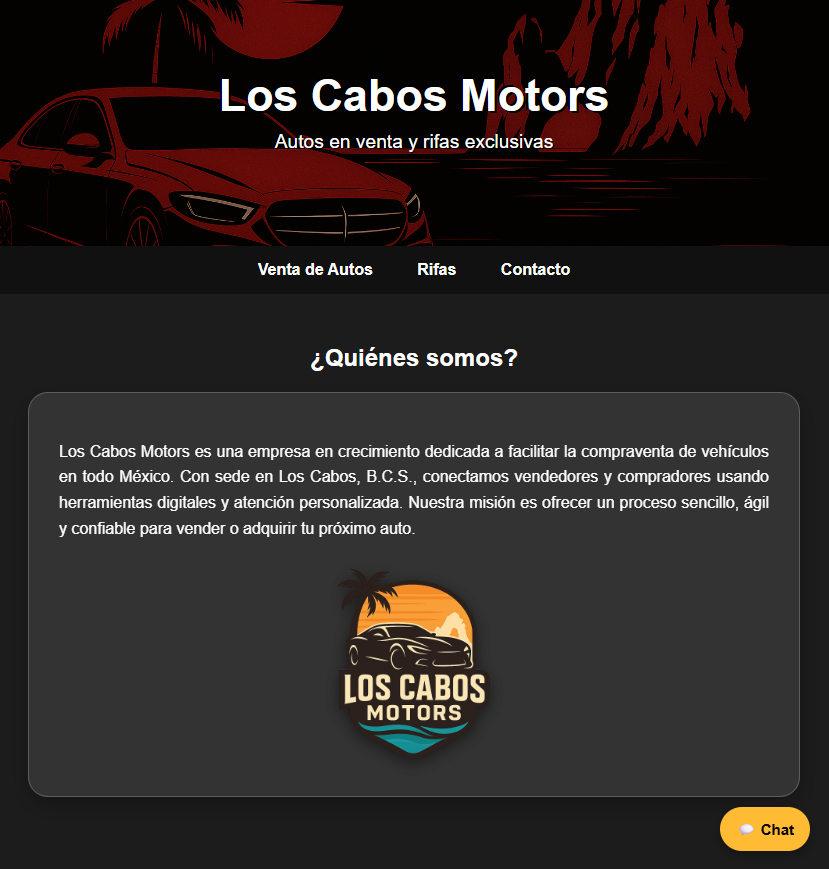 Los Cabos Motors
Autos en venta y rifas exclusivas
Venta de Autos Rifas Contacto
¿Quiénes somos?
Los Cabos Motors es una empresa en crecimiento dedicada a facilitar la compraventa de vehículos
en todo México. Con sede en Los Cabos, B.C.S., conectamos vendedores y compradores usando
herramientas digitales y atención personalizada. Nuestra misión es ofrecer un proceso sencillo, ágil
y confiable para vender o adquirir tu próximo auto.
LOS CABOS
MOTORS
Chat